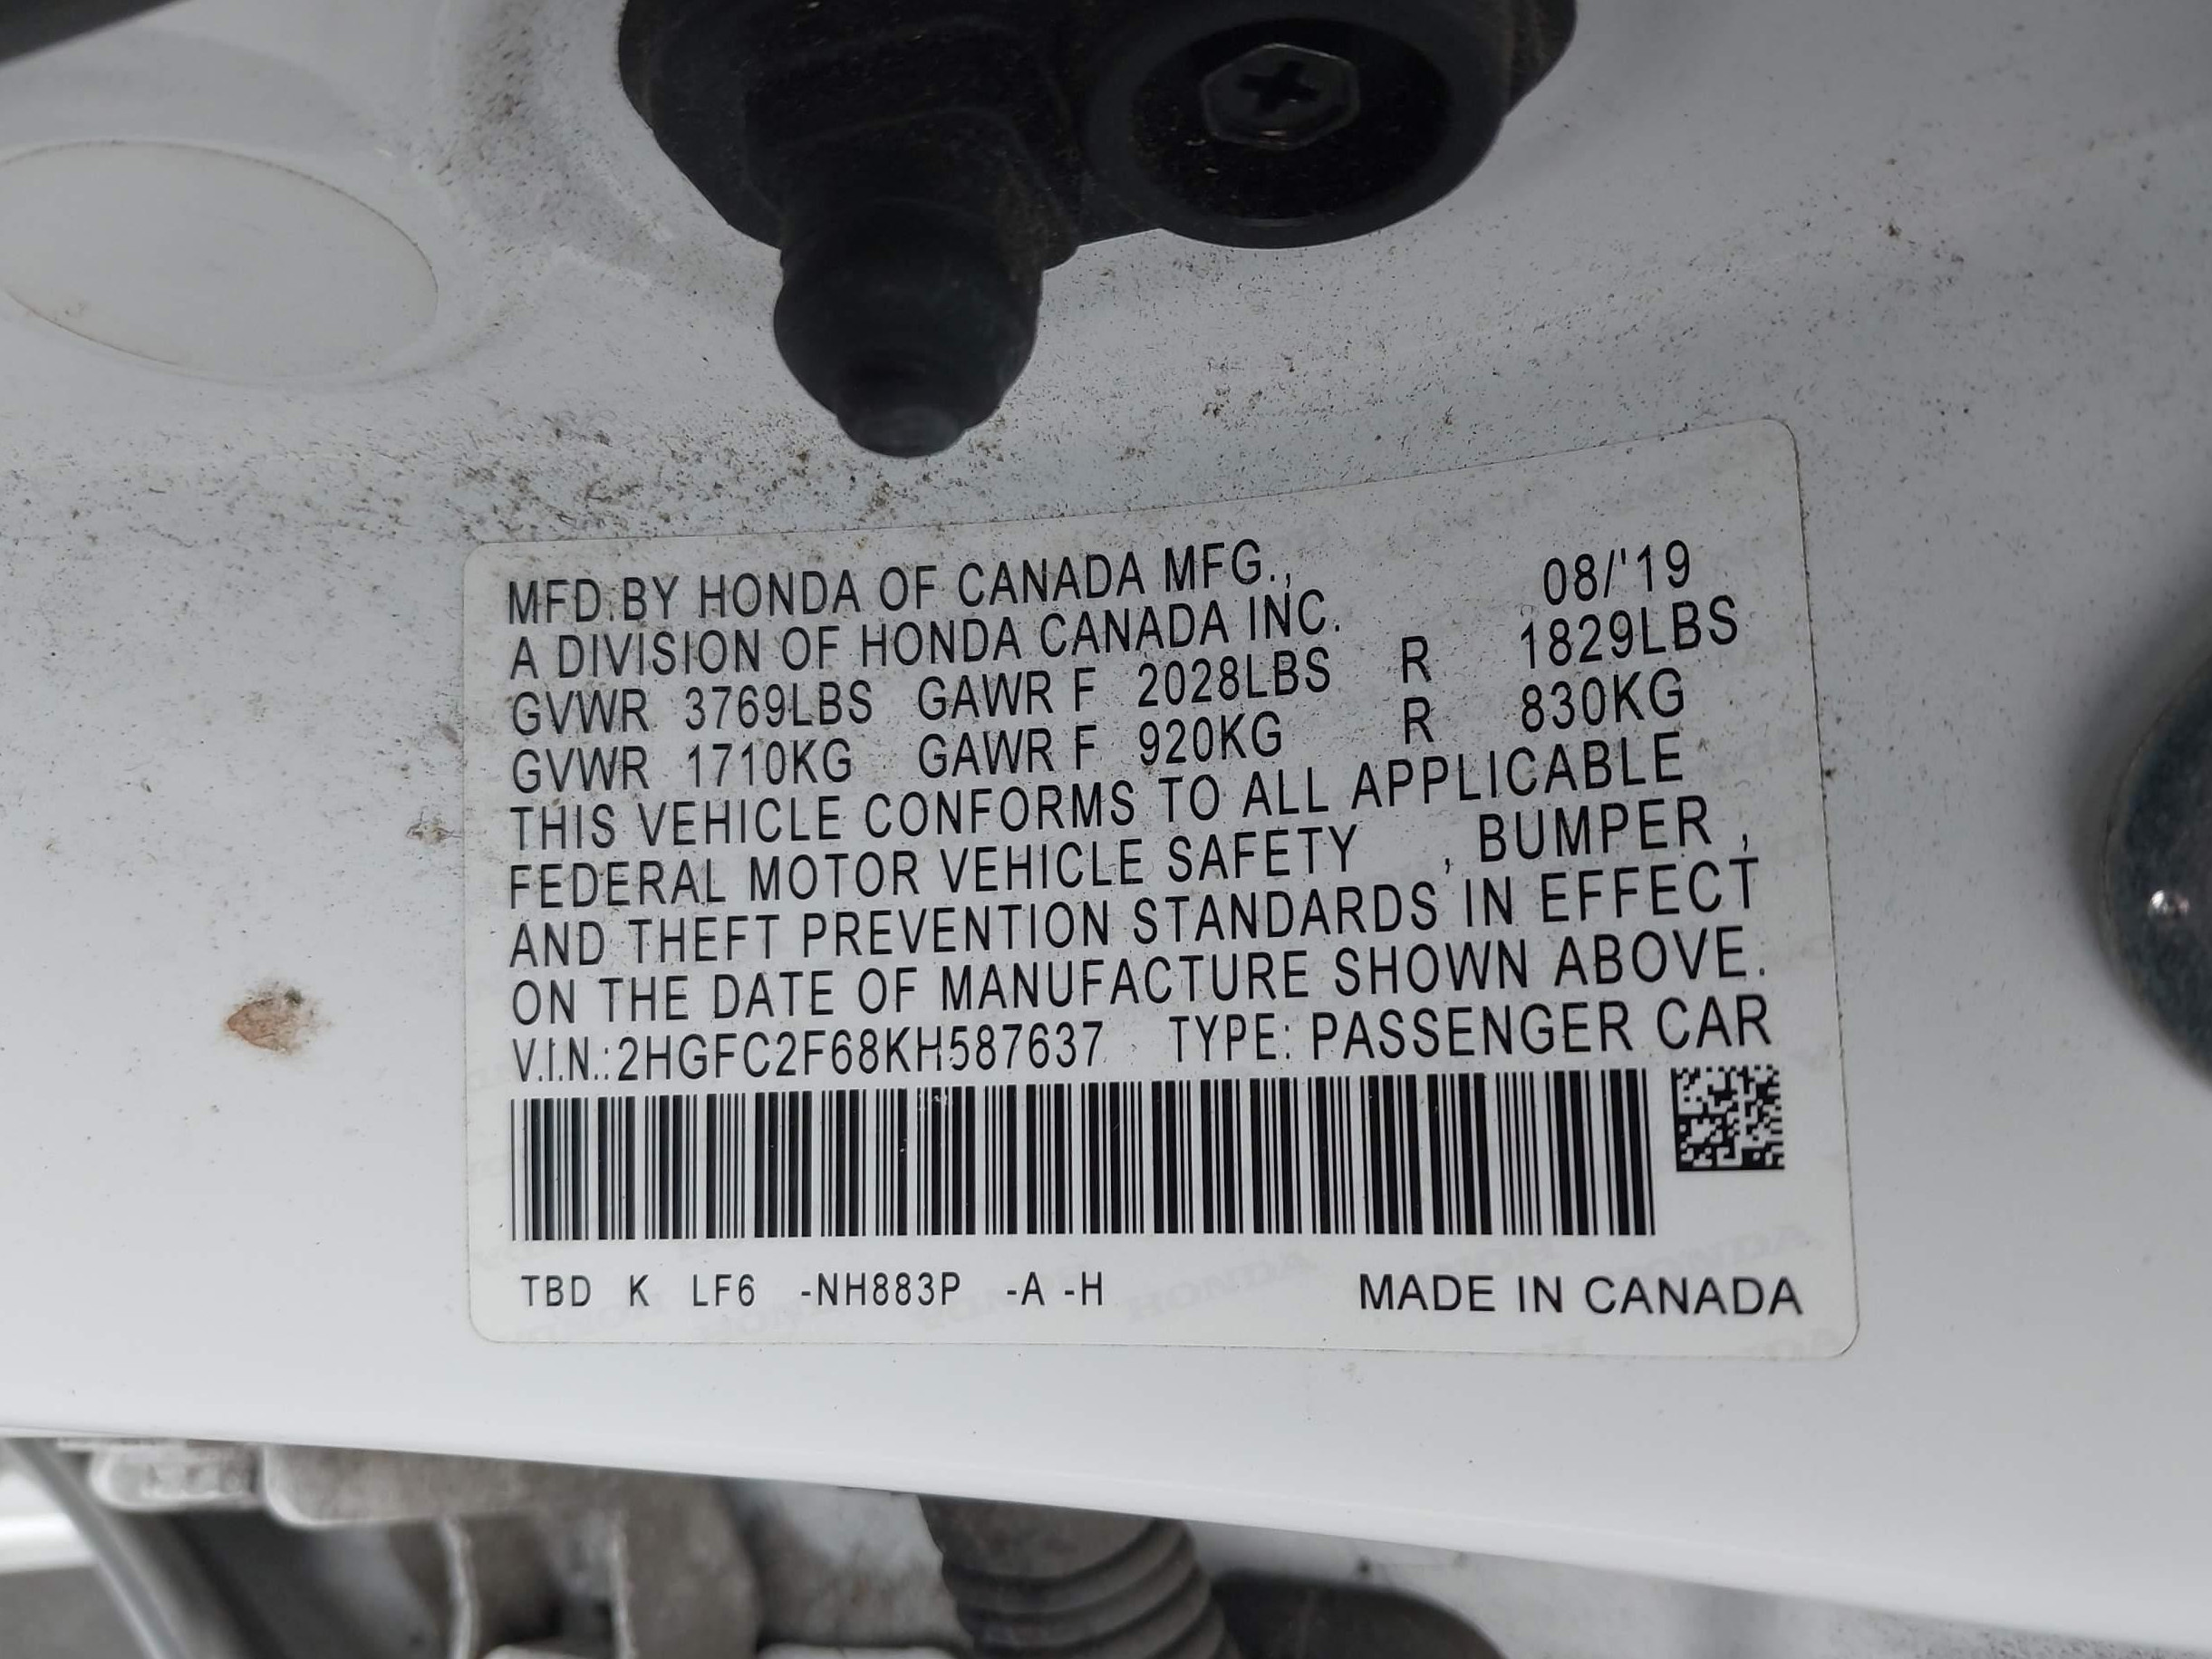 MFD.BY HONDA OF CANADA MFG., 08/'19
A DIVISION OF HONDA CANADA INC.
GVWR 3769LBS GAWR F 2028LBS R 1829LBS
GVWR 1710KG GAWR F 920KG R 830KG
THIS VEHICLE CONFORMS TO ALL APPLICABLE
FEDERAL MOTOR VEHICLE SAFETY , BUMPER ,
AND THEFT PREVENTION STANDARDS IN EFFECT
ON THE DATE OF MANUFACTURE SHOWN ABOVE.
V.I.N.:2HGFC2F68KH587637 TYPE: PASSENGER CAR
TBD K LF6 -NH883P -A -H MADE IN CANADA